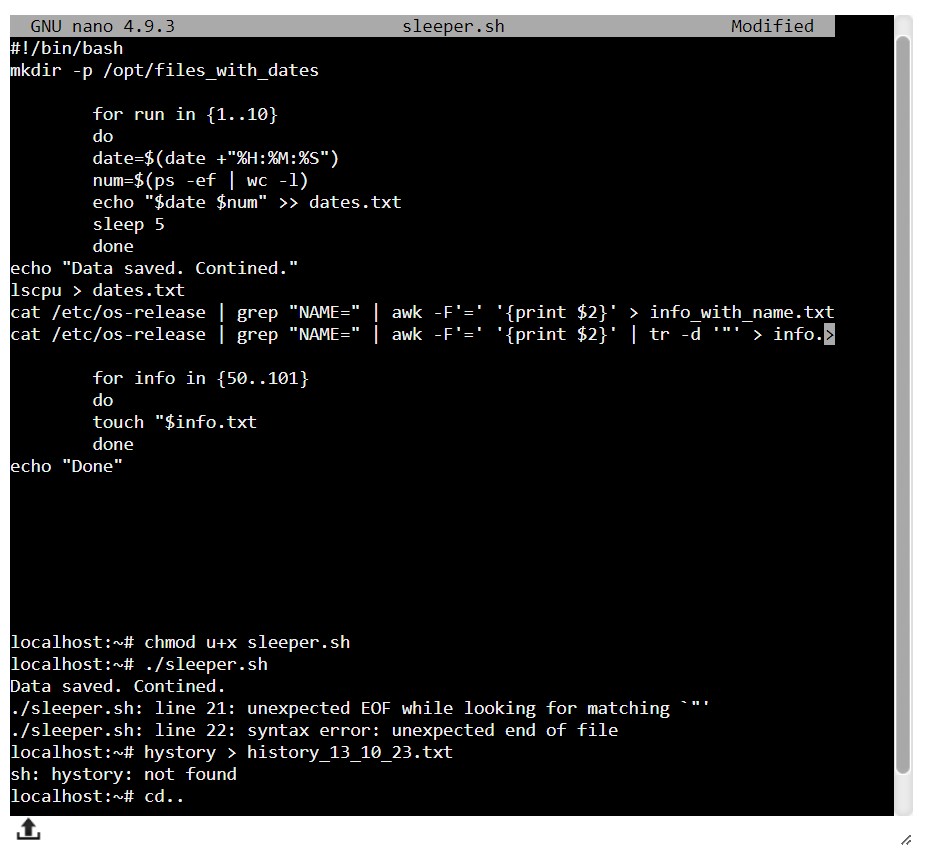 GNU nano 4.9.3 sleeper.sh Modified
#!/bin/bash
mkdir -p /opt/files_with_dates
for run in {1..10}
do
date=$(date +"%H:%M:%S")
num=$(ps -ef | wc -l)
echo "$date $num" >> dates.txt
sleep 5
done
echo "Data saved. Contined."
lscpu > dates.txt
cat /etc/os-release | grep "NAME=" | awk -F'=' '{print $2}' > info_with_name.txt
cat /etc/os-release | grep "NAME=" | awk -F'=' '{print $2}' | tr -d '"' > info.>
for info in {50..101}
do
touch "$info.txt
done
echo "Done"
localhost:~# chmod u+x sleeper.sh
localhost:~# ./sleeper.sh
Data saved. Contined.
./sleeper.sh: line 21: unexpected EOF while looking for matching `"'
./sleeper.sh: line 22: syntax error: unexpected end of file
localhost:~# hystory > history_13_10_23.txt
sh: hystory: not found
localhost:~# cd..